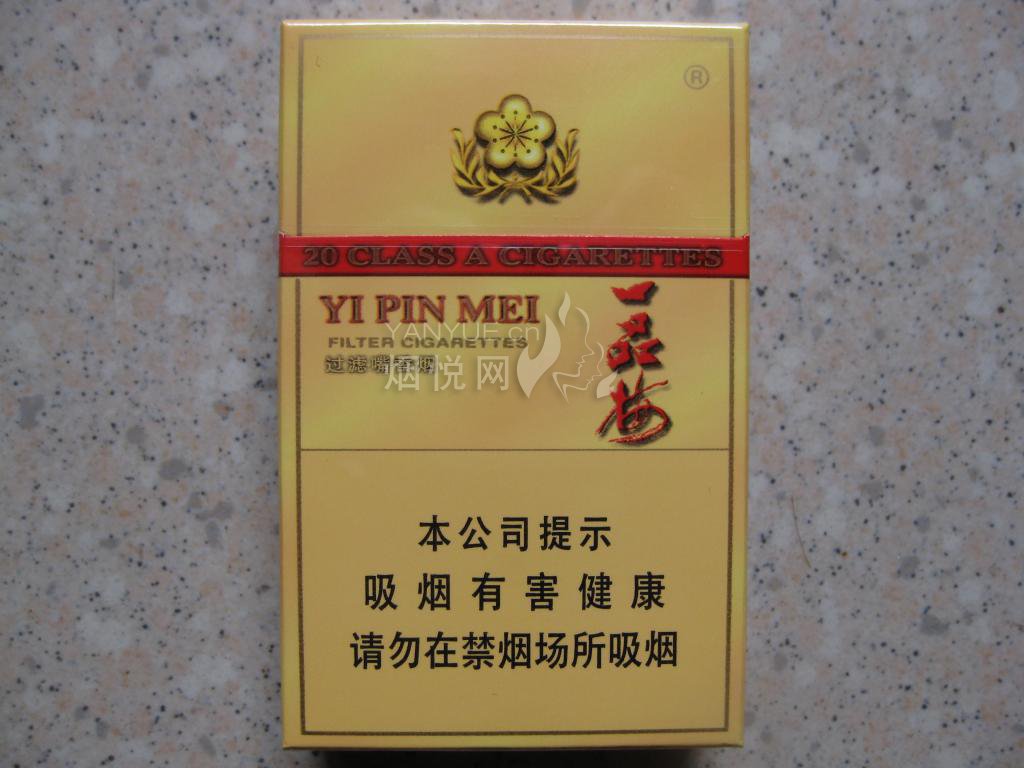 ®
20 CLASS A CIGARETTES
YI PIN MEI
一品梅
YANYUE.cn
FILTER CIGARETTES
过滤嘴香烟
烟悦网
本公司提示
吸烟有害健康
请勿在禁烟场所吸烟